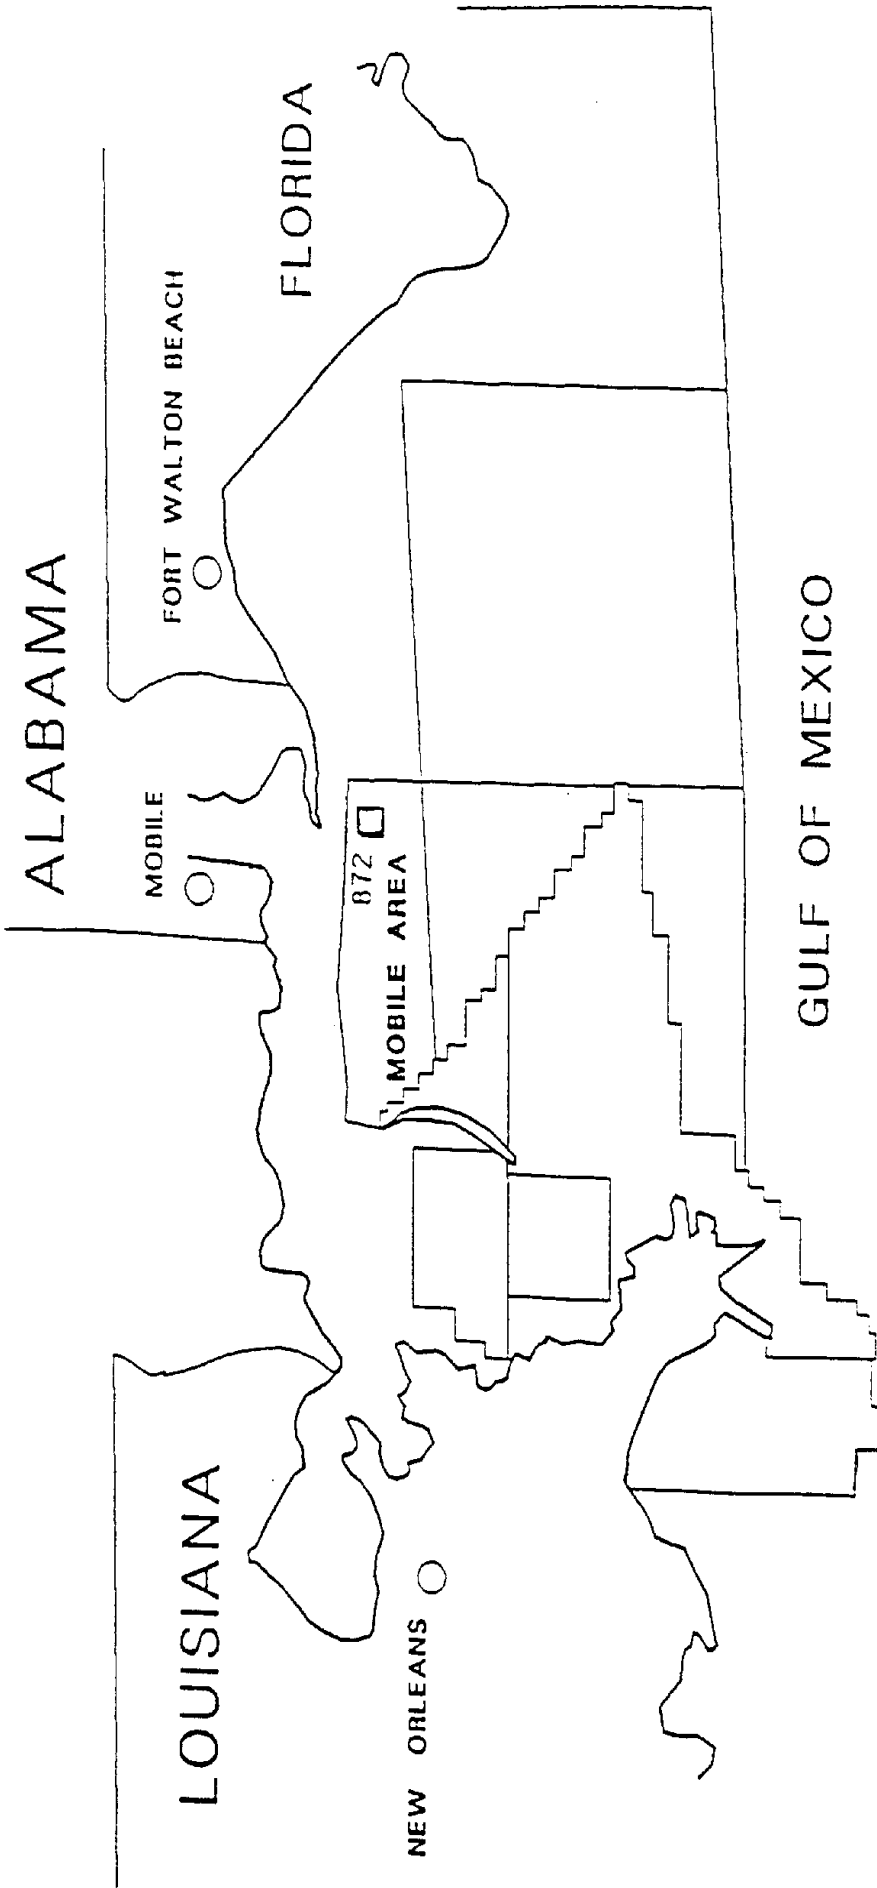 ALABAMA
LOUISIANA
MOBILE
FORT WALTON BEACH
FLORIDA
872
MOBILE AREA
NEW ORLEANS
GULF OF MEXICO